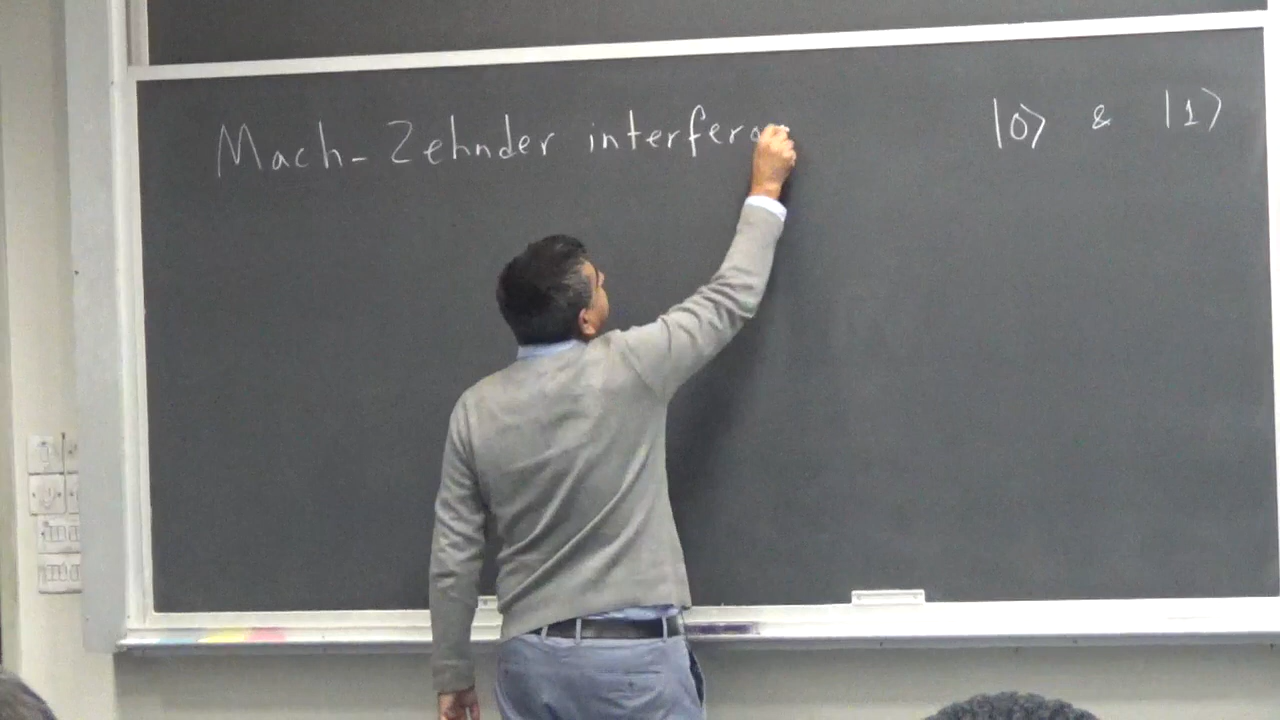 Mach-Zehnder interfero |0⟩ & |1⟩